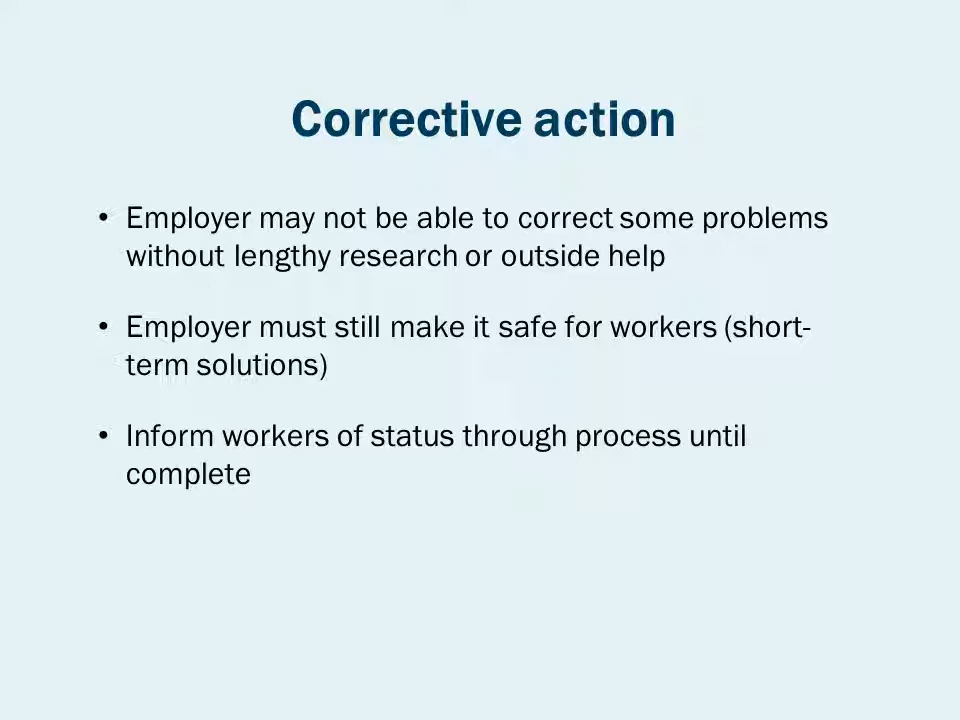 Corrective action
• Employer may not be able to correct some problems
without lengthy research or outside help
• Employer must still make it safe for workers (short-
term solutions)
• Inform workers of status through process until
complete